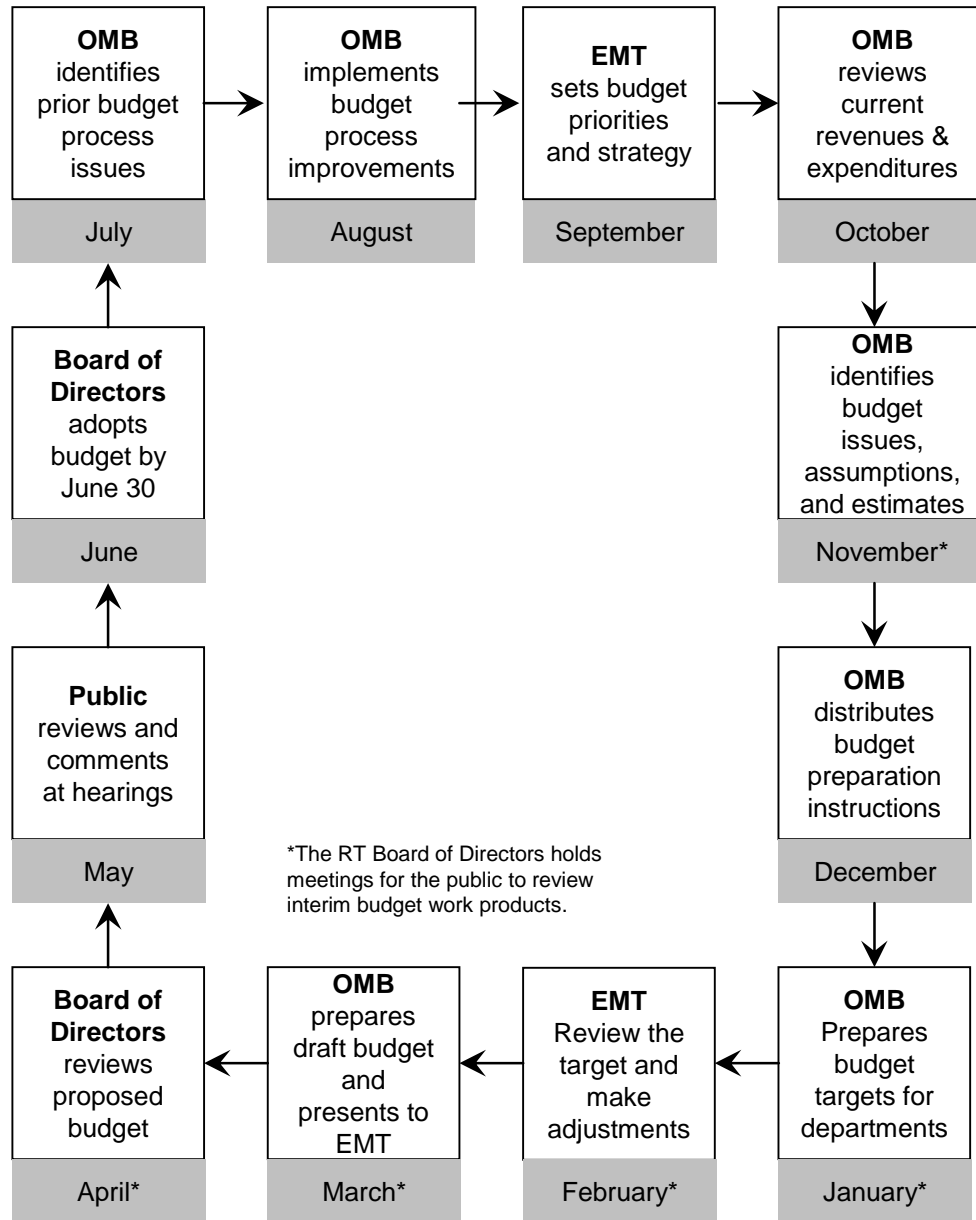 OMB
identifies
prior budget
process
issues
July
OMB
implements
budget
process
improvements
August
EMT
sets budget
priorities
and strategy
September
OMB
reviews
current
revenues &
expenditures
October
OMB
identifies
budget
issues,
assumptions,
and estimates
November*
OMB
distributes
budget
preparation
instructions
December
OMB
Prepares
budget
targets for
departments
January*
EMT
Review the
target and
make
adjustments
February*
OMB
prepares
draft budget
and
presents to
EMT
March*
Board of
Directors
reviews
proposed
budget
April*
Public
reviews and
comments
at hearings
May
Board of
Directors
adopts
budget by
June 30
June
*The RT Board of Directors holds
meetings for the public to review
interim budget work products.